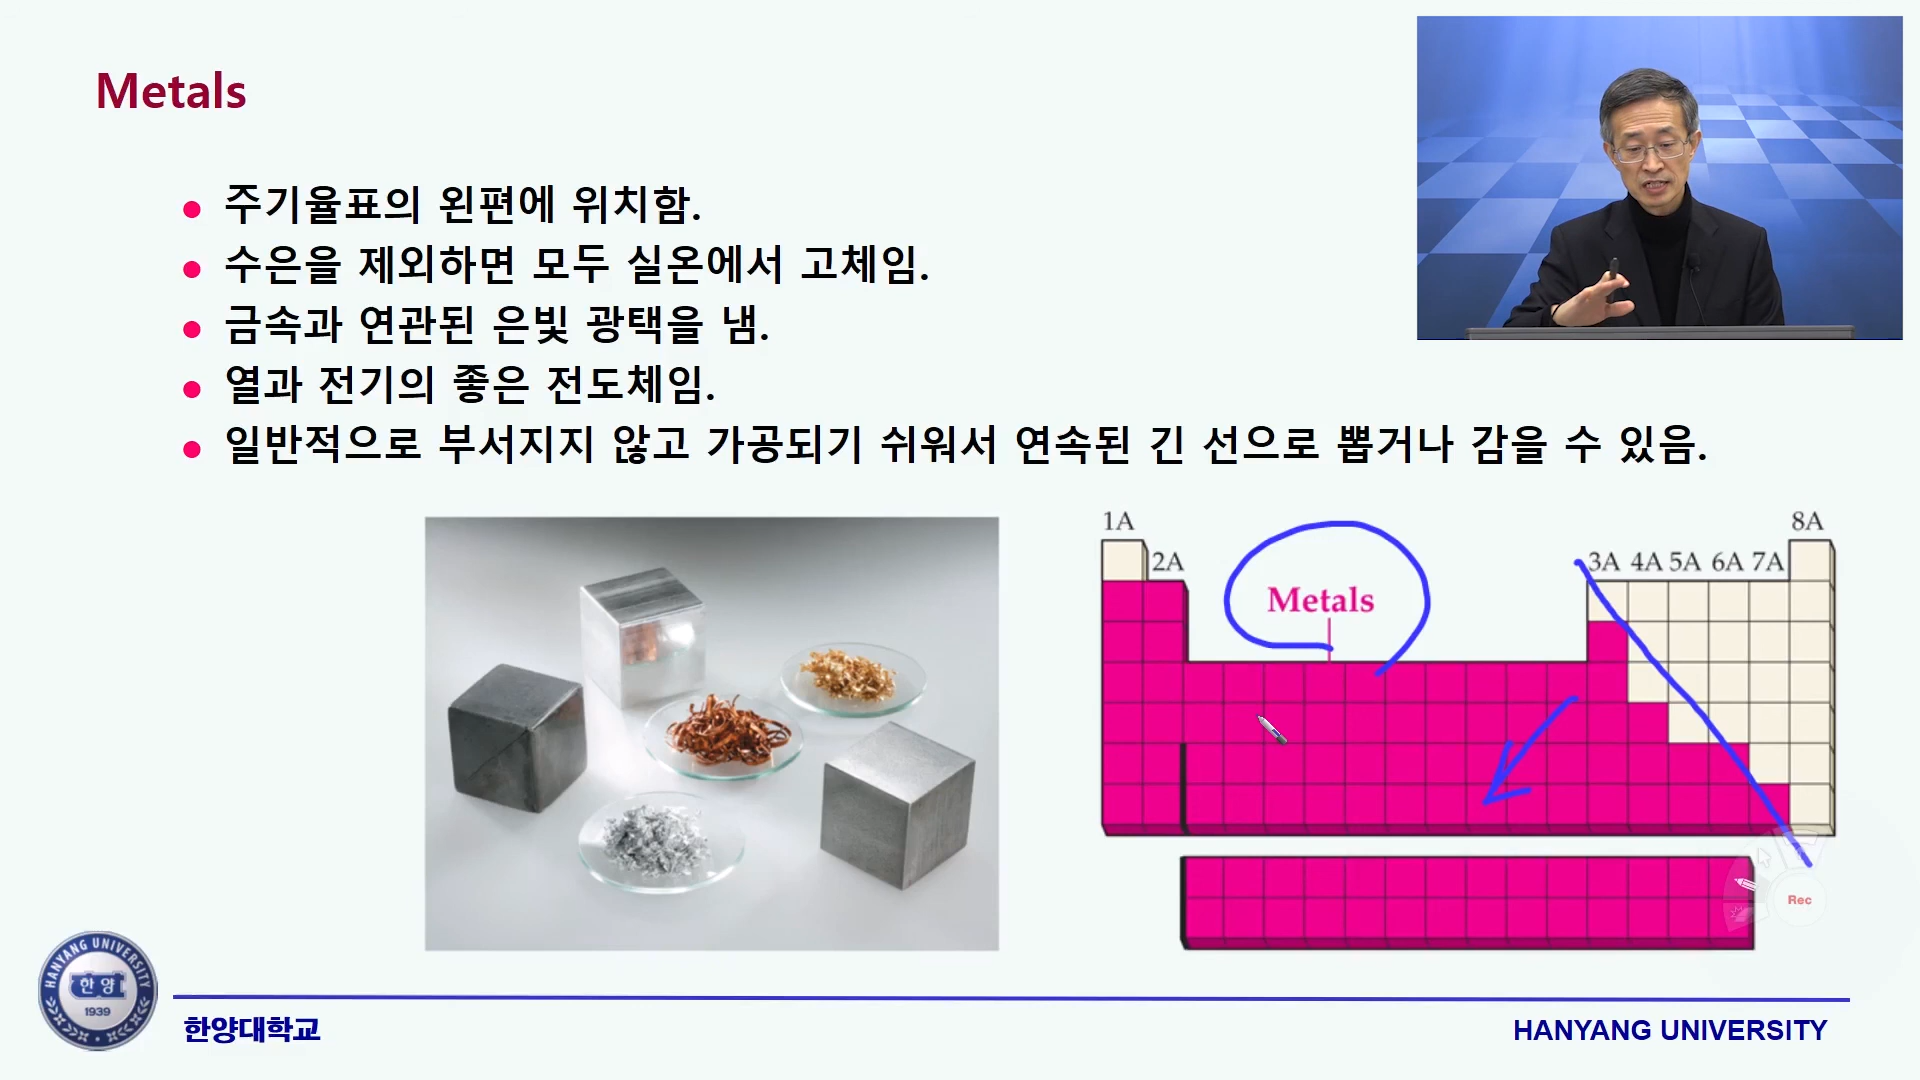 Metals
주기율표의 왼편에 위치함.
수은을 제외하면 모두 실온에서 고체임.
금속과 연관된 은빛 광택을 냄.
열과 전기의 좋은 전도체임.
일반적으로 부서지지 않고 가공되기 쉬워서 연속된 긴 선으로 뽑거나 감을 수 있음.
1A
8A
2A
3A 4A 5A 6A 7A
Metals
Rec
HANYANG UNIVERSITY
한양
1939
한양대학교
HANYANG UNIVERSITY